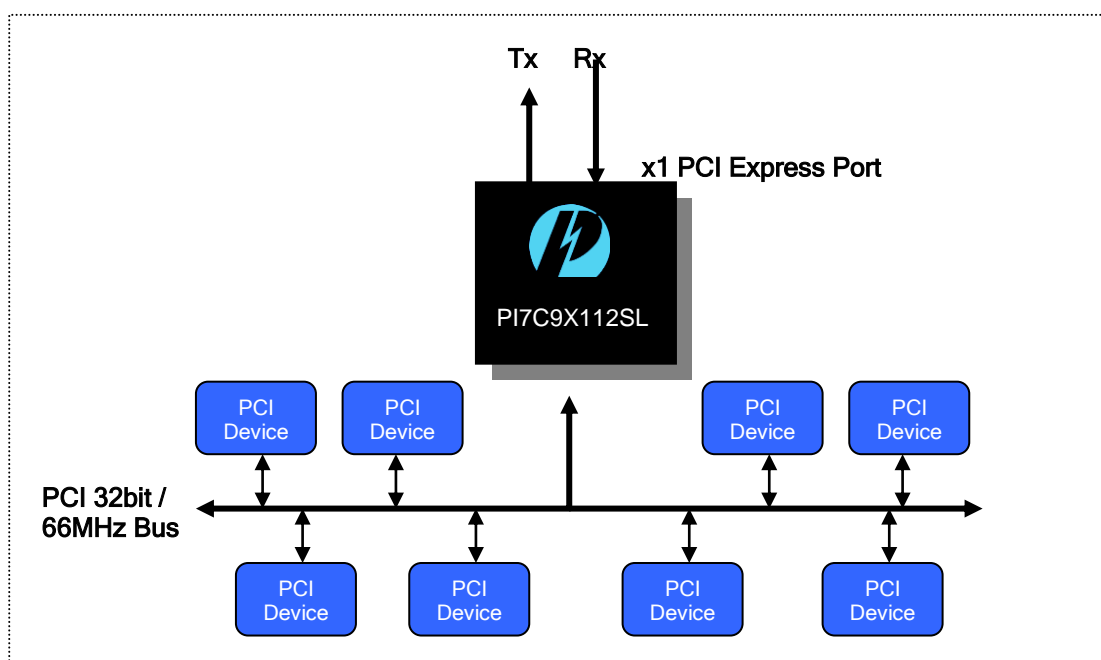 Tx Rx
x1 PCI Express Port
PI7C9X112SL
PCI
Device
PCI
Device
PCI
Device
PCI
Device
PCI 32bit /
66MHz Bus
PCI
Device
PCI
Device
PCI
Device
PCI
Device